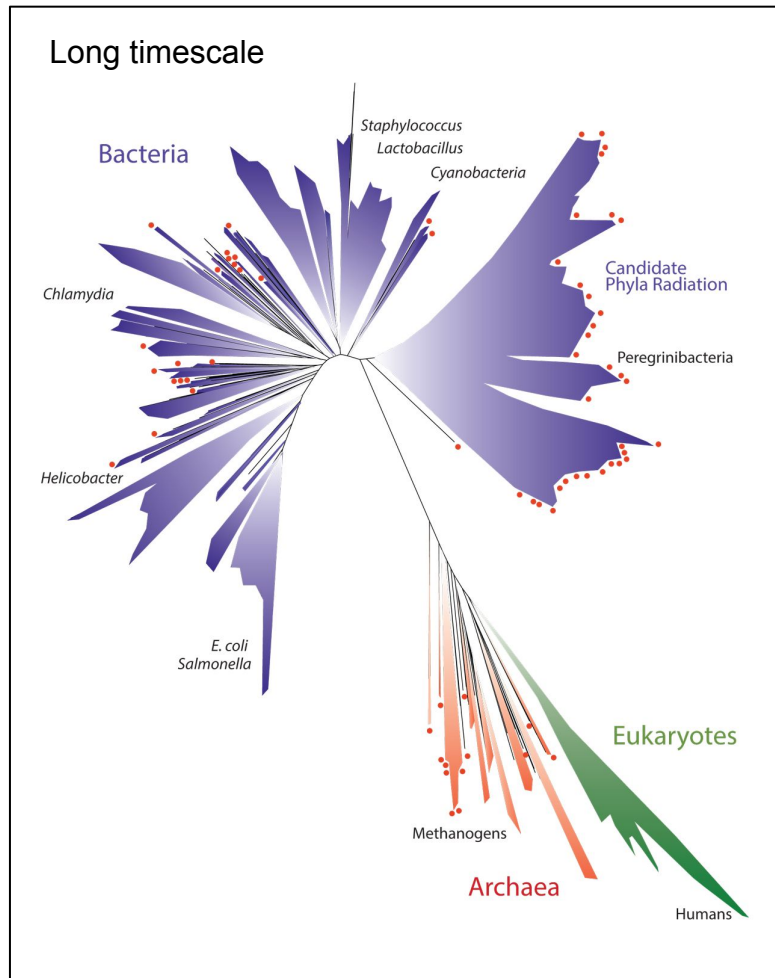 Long timescale
Staphylococcus
Lactobacillus
Bacteria
Cyanobacteria
Candidate
Phyla Radiation
Chlamydia
Peregrinibacteria
Helicobacter
E. coli
Salmonella
Eukaryotes
Methanogens
Archaea
Humans